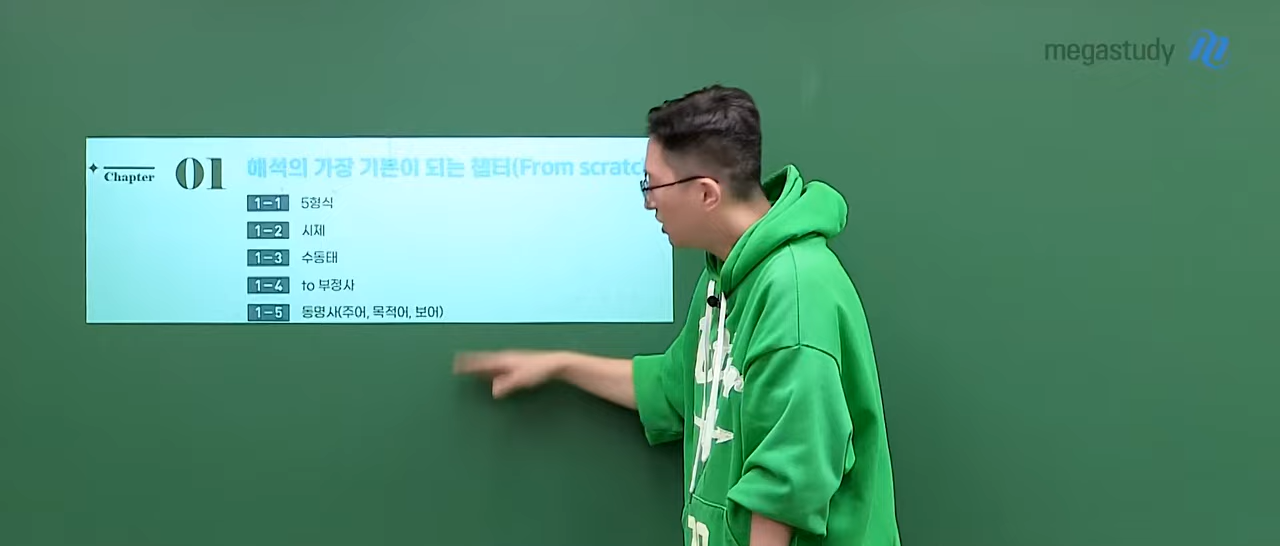 megastudy
Chapter 01 해석의 가장 기본이 되는 챕터(From scratc
1-1 5형식
1-2 시제
1-3 수동태
1-4 to 부정사
1-5 동명사(주어, 목적어, 보어)